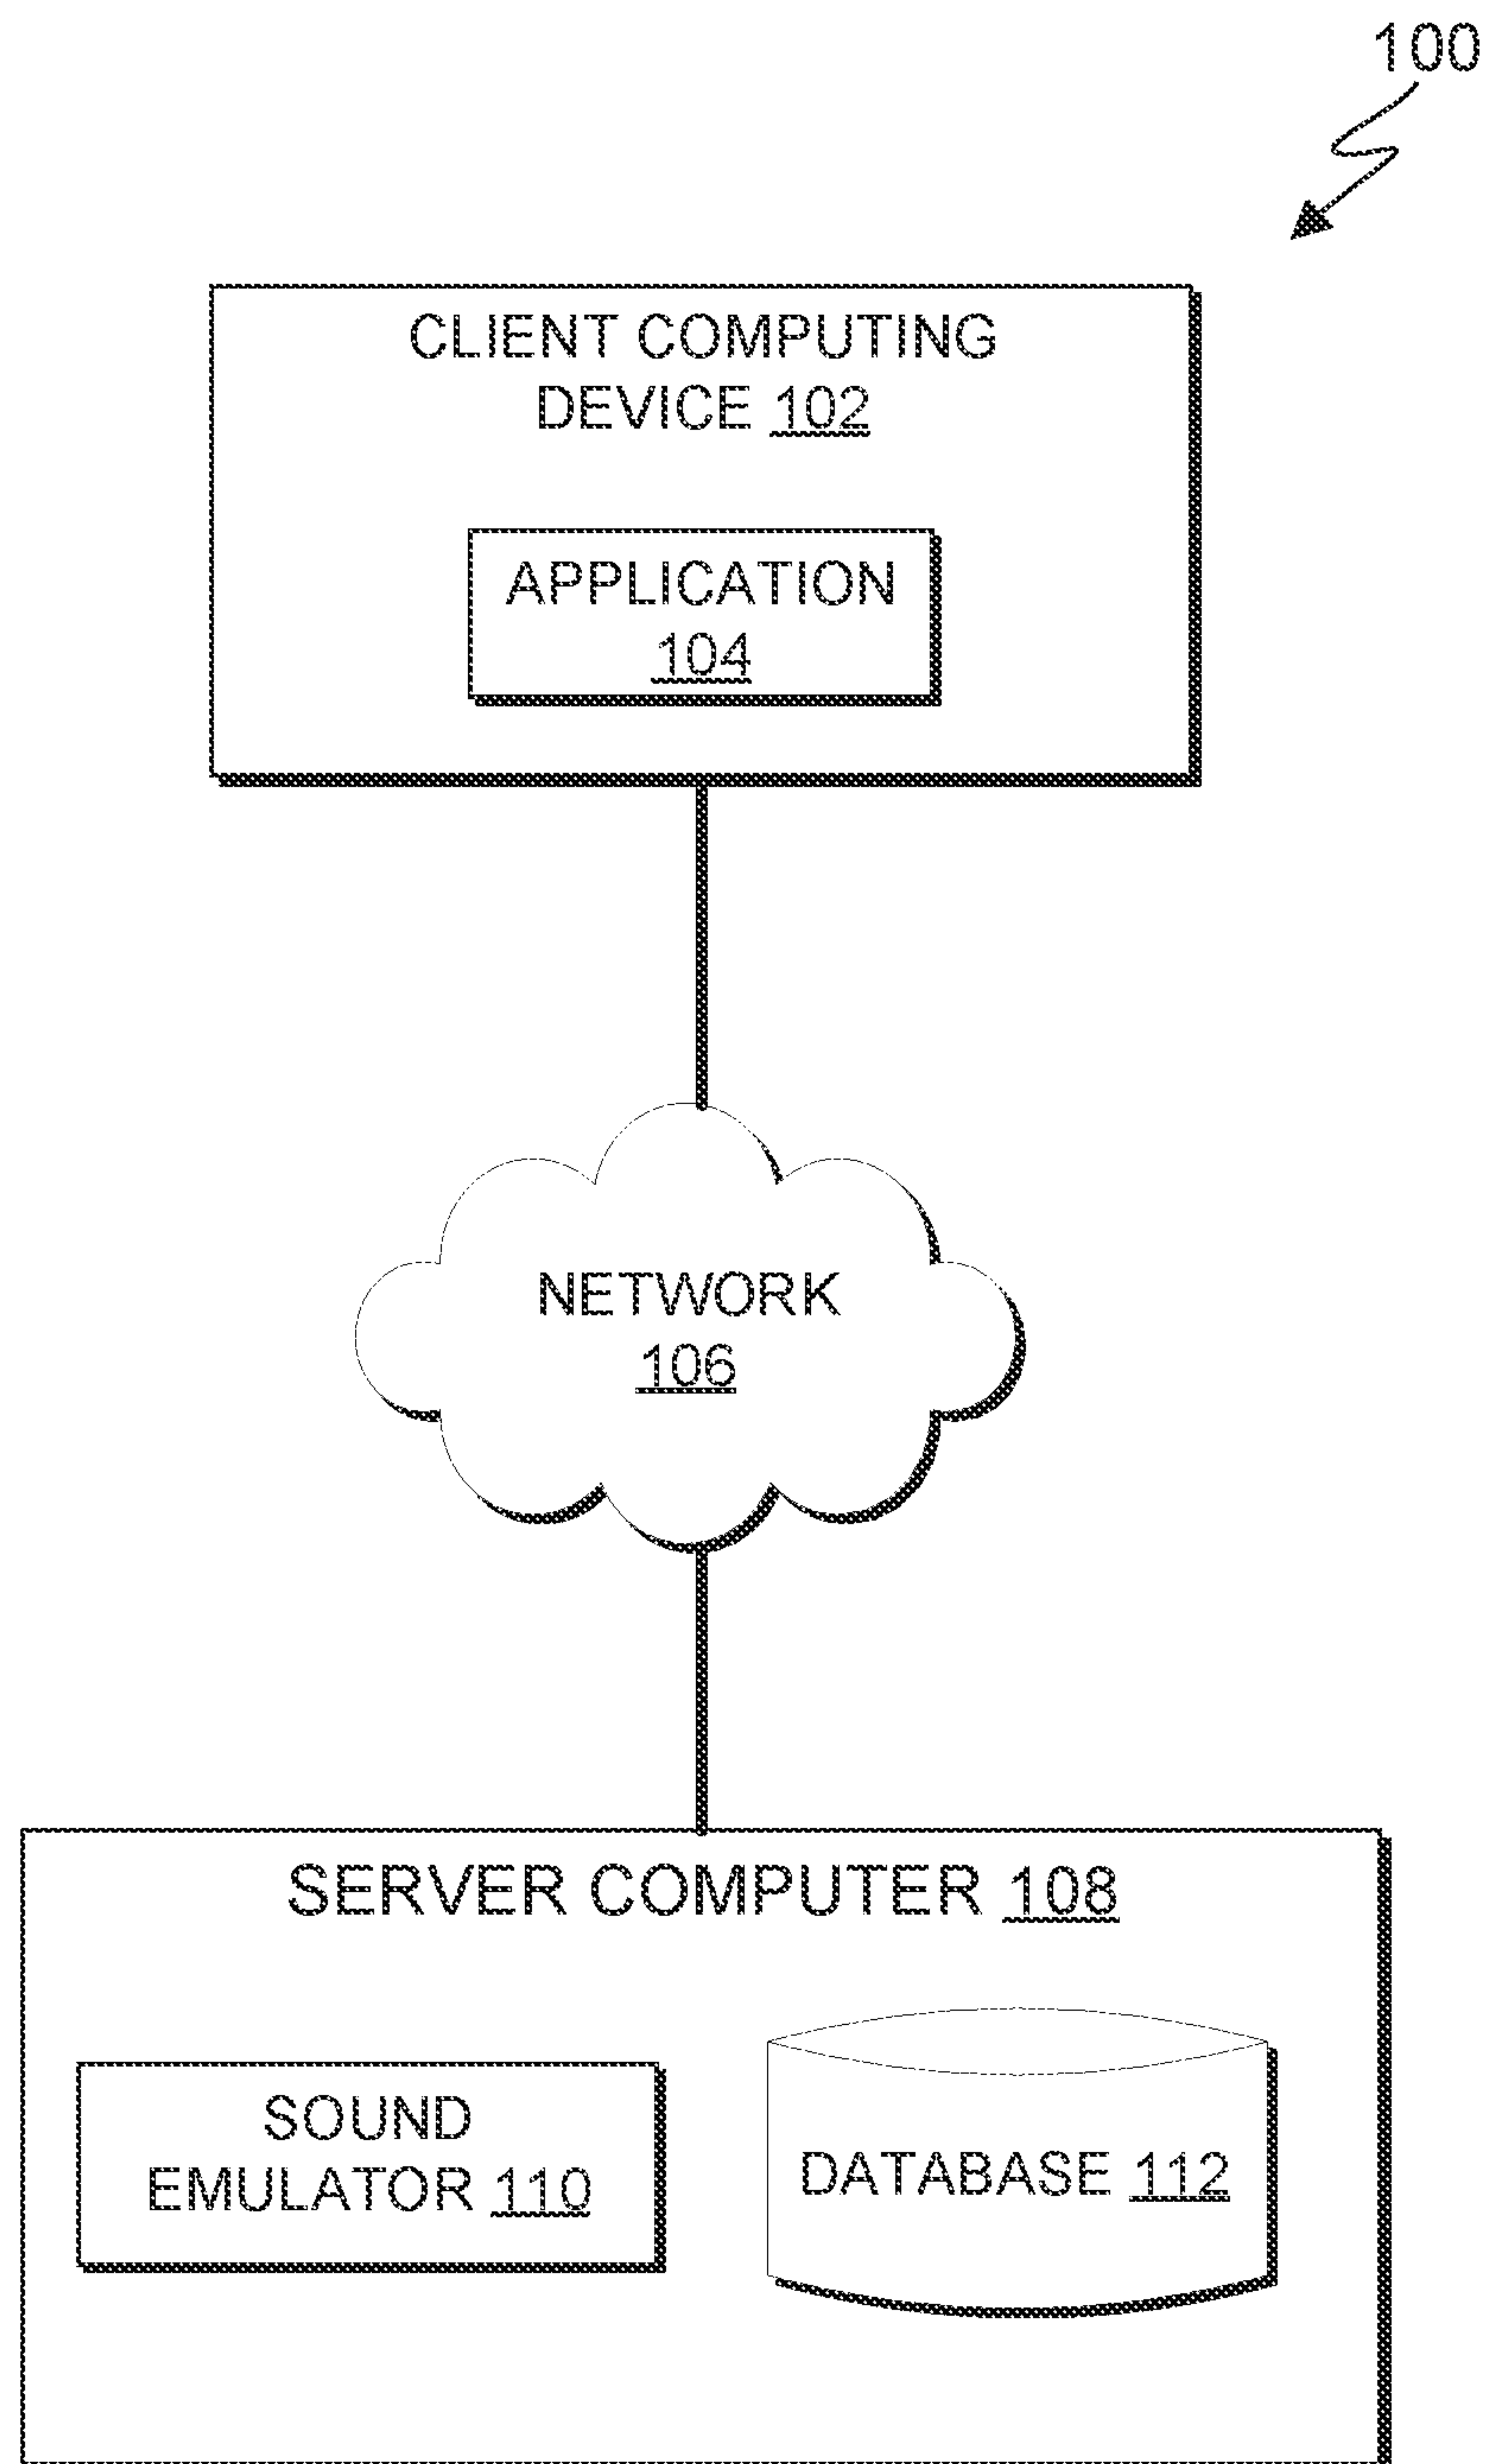 100
CLIENT COMPUTING
DEVICE 102
APPLICATION
104
NETWORK
106
SERVER COMPUTER 108
SOUND
EMULATOR 110
DATABASE 112